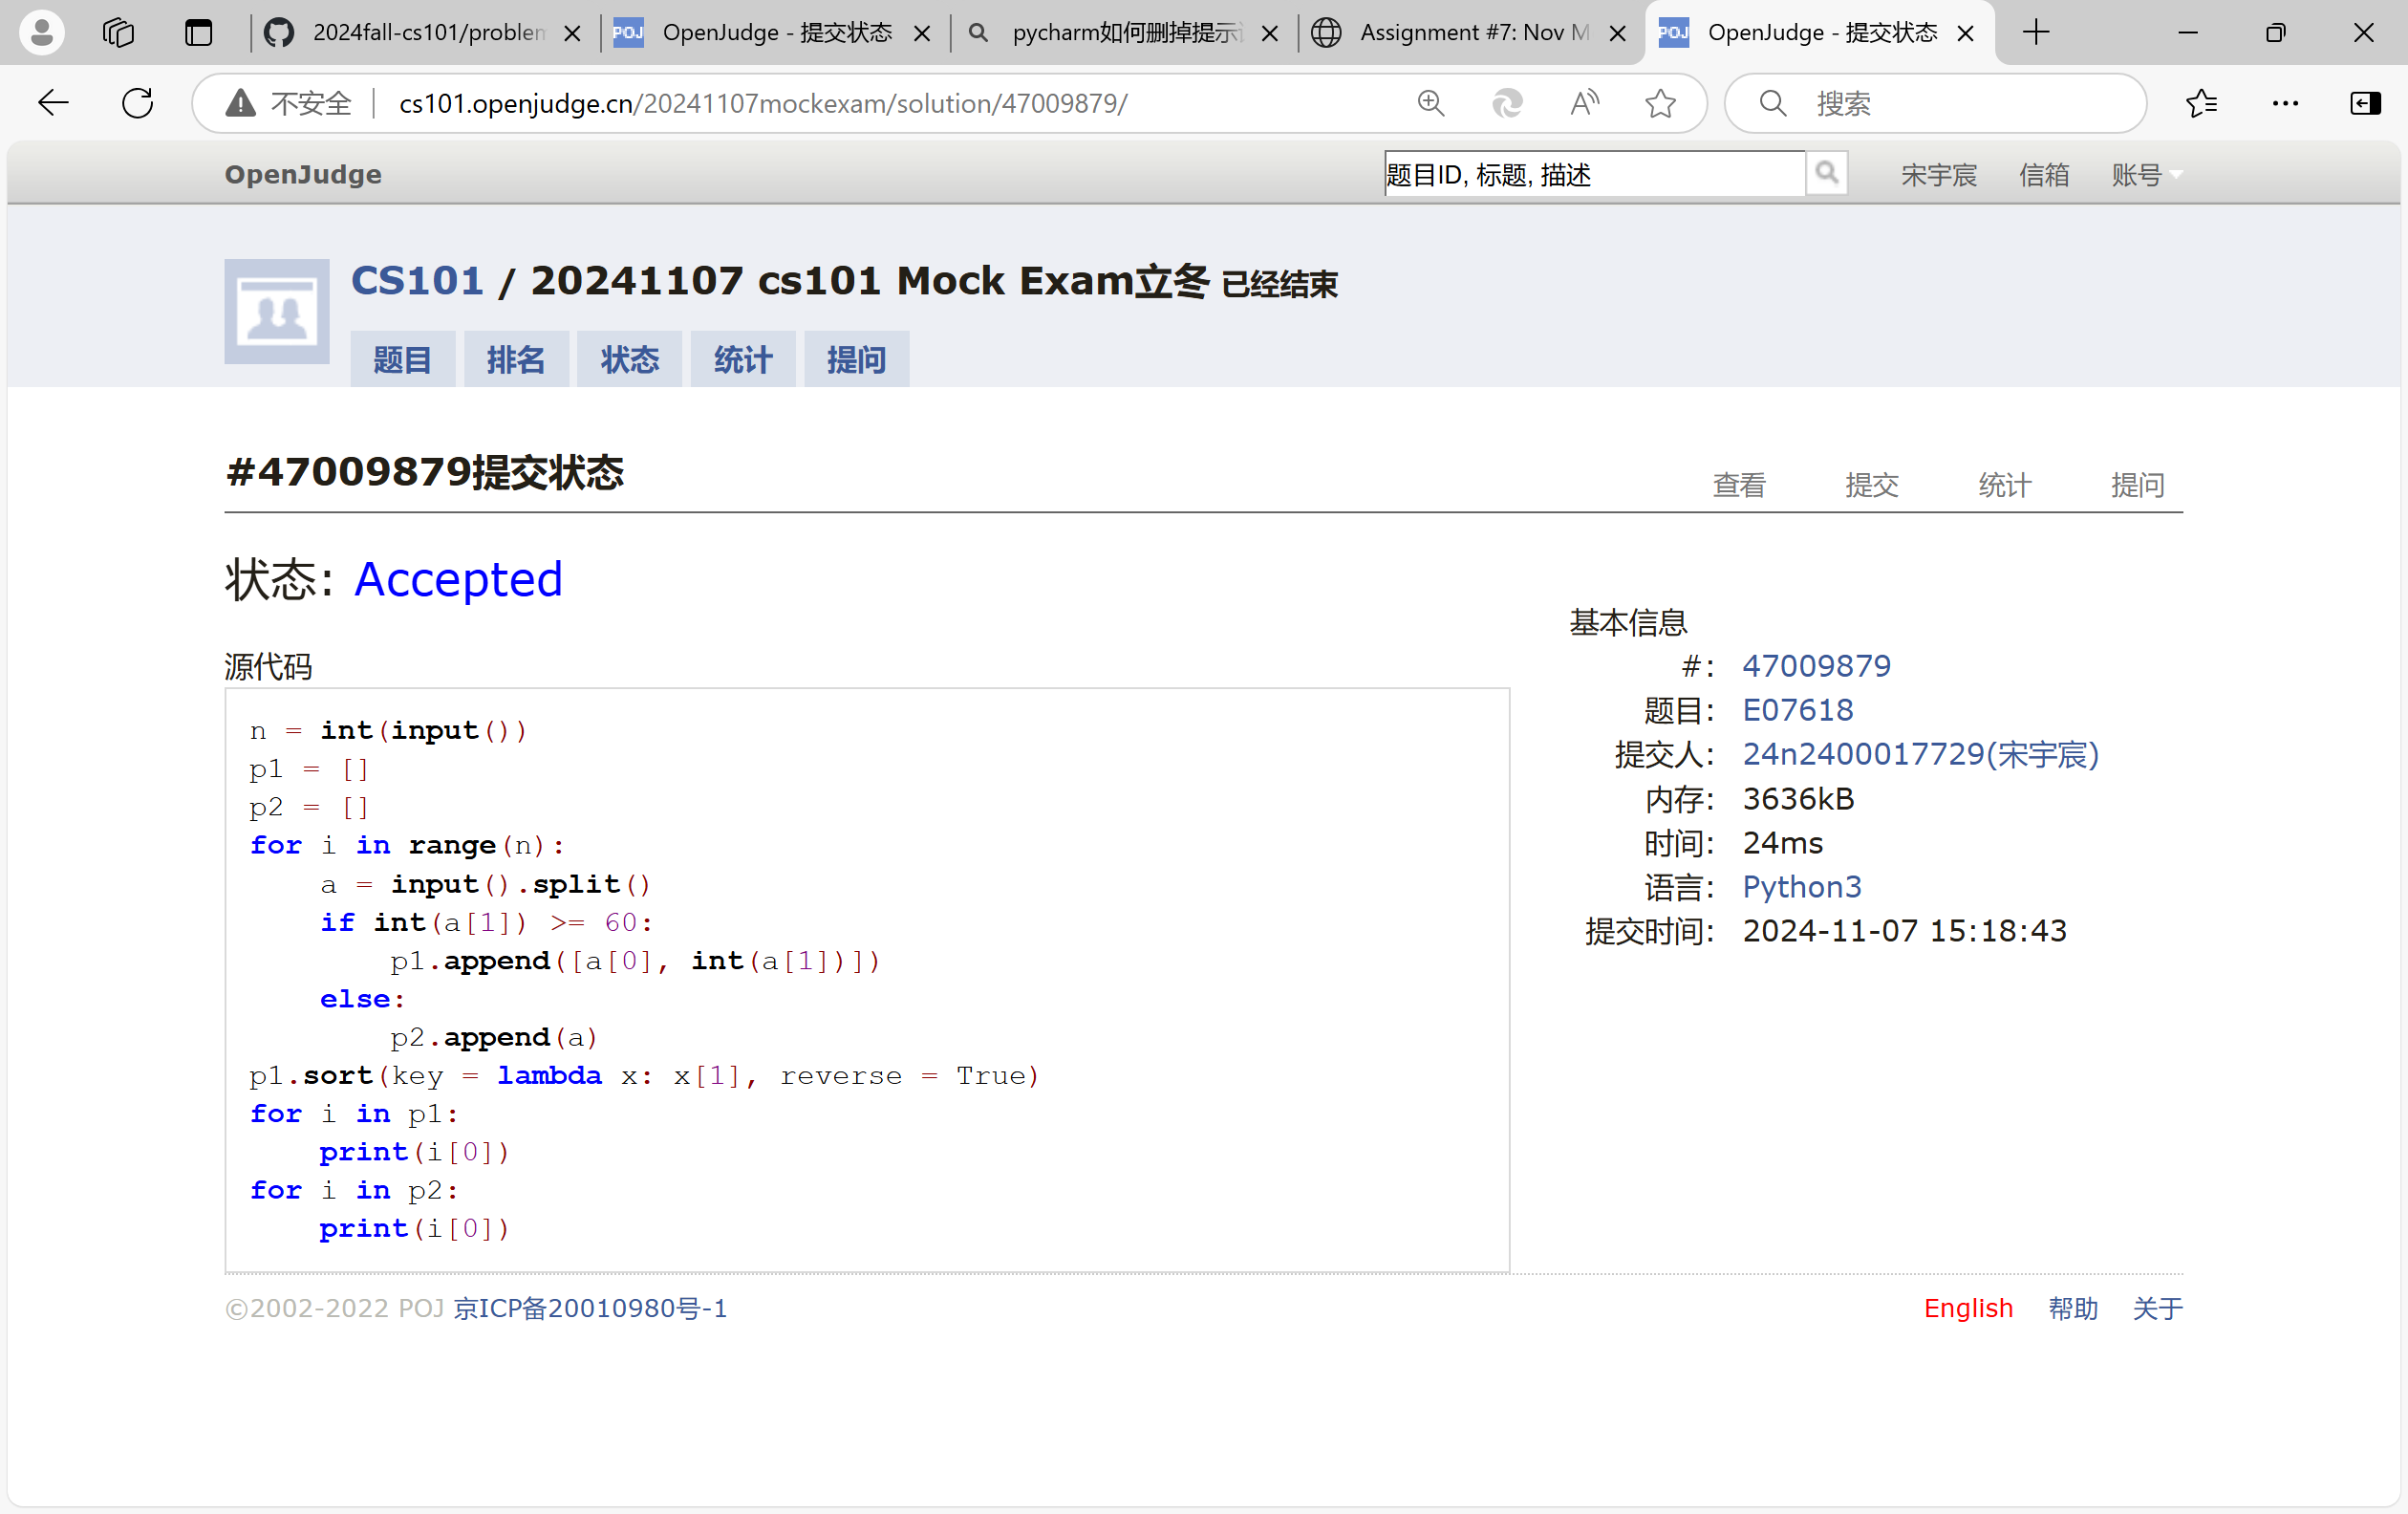 2024fall-cs101/problem
OpenJudge - 提交状态
pycharm如何删掉提示
Assignment #7: Nov M
OpenJudge - 提交状态
不安全
cs101.openjudge.cn/20241107mockexam/solution/47009879/
搜索
OpenJudge
题目ID, 标题, 描述
宋宇宸 信箱 账号
CS101 / 20241107 cs101 Mock Exam立冬 已经结束
题目 排名 状态 统计 提问
#47009879提交状态
查看 提交 统计 提问
状态: Accepted
源代码
n = int(input())
p1 = []
p2 = []
for i in range(n):
    a = input().split()
    if int(a[1]) >= 60:
        p1.append([a[0], int(a[1])])
    else:
        p2.append(a)
p1.sort(key = lambda x: x[1], reverse = True)
for i in p1:
    print(i[0])
for i in p2:
    print(i[0])
基本信息
#: 47009879
题目: E07618
提交人: 24n2400017729(宋宇宸)
内存: 3636kB
时间: 24ms
语言: Python3
提交时间: 2024-11-07 15:18:43
©2002-2022 POJ 京ICP备20010980号-1
English 帮助 关于